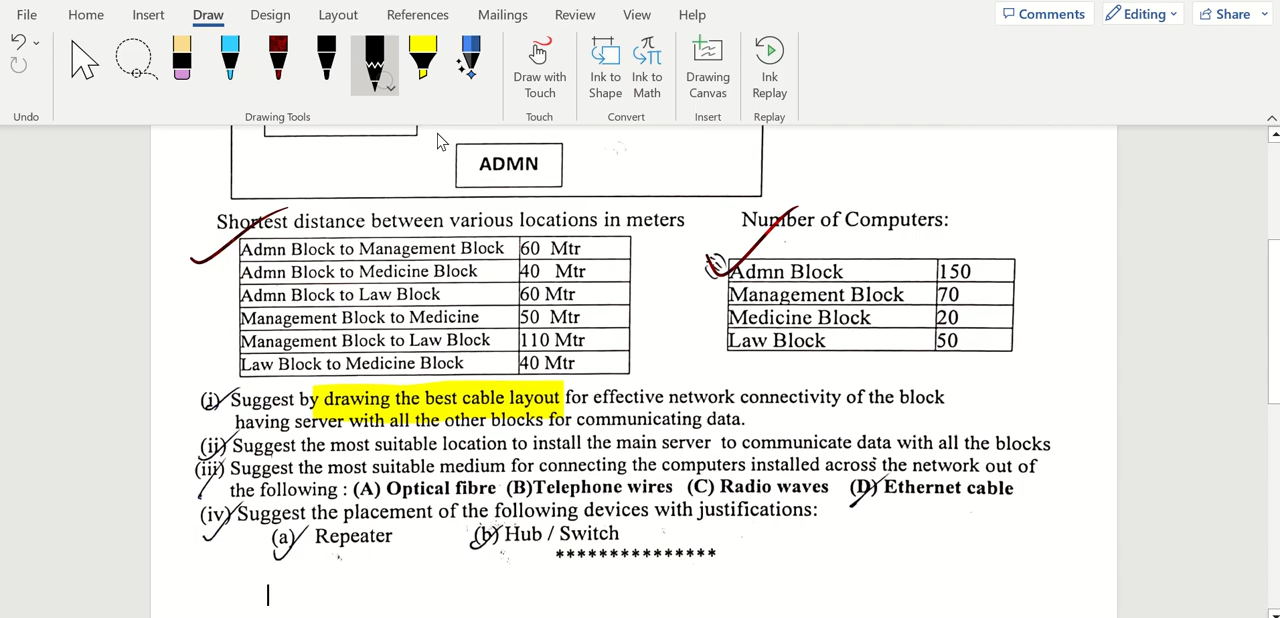 File Home Insert Draw Design Layout References Mailings Review View Help Comments Editing Share
Draw with Touch
Ink to Shape
Ink to Math
Drawing Canvas
Ink Replay
Undo Drawing Tools Touch Convert Insert Replay
ADMN
Shortest distance between various locations in meters
Admn Block to Management Block 60 Mtr
Admn Block to Medicine Block 40 Mtr
Admn Block to Law Block 60 Mtr
Management Block to Medicine 50 Mtr
Management Block to Law Block 110 Mtr
Law Block to Medicine Block 40 Mtr
Number of Computers:
Admn Block 150
Management Block 70
Medicine Block 20
Law Block 50
(i) Suggest by drawing the best cable layout for effective network connectivity of the block
having server with all the other blocks for communicating data.
(ii) Suggest the most suitable location to install the main server to communicate data with all the blocks
(iii) Suggest the most suitable medium for connecting the computers installed across the network out of
the following : (A) Optical fibre (B)Telephone wires (C) Radio waves (D) Ethernet cable
(iv) Suggest the placement of the following devices with justifications:
(a) Repeater (b) Hub / Switch
***************